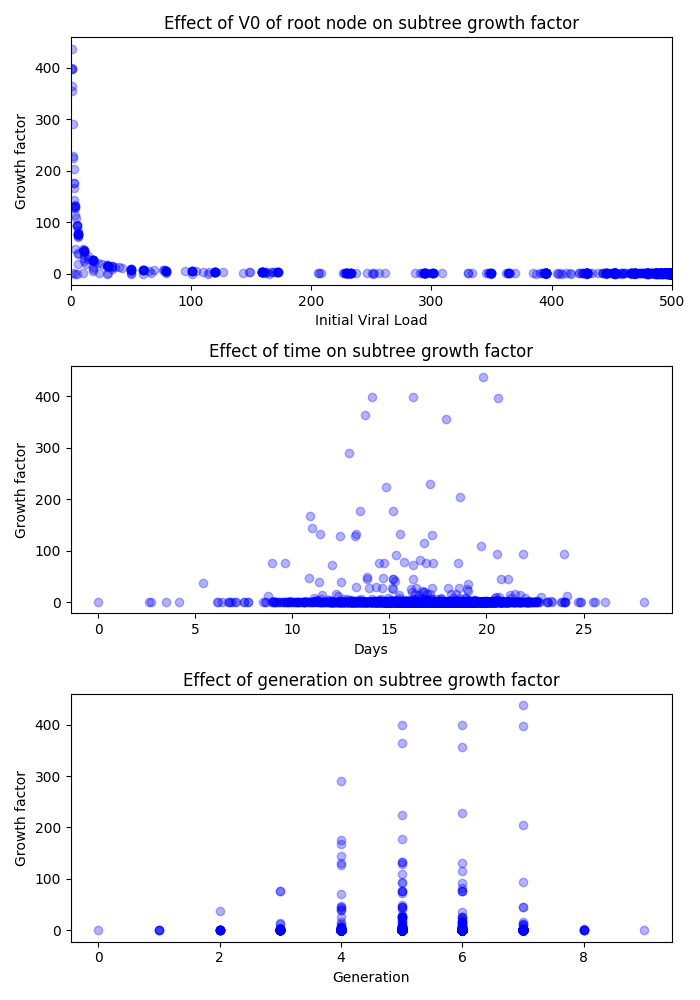 Effect of V0 of root node on subtree growth factor
400
300
200
100
0
Growth factor
0 100 200 300 400 500
Initial Viral Load
Effect of time on subtree growth factor
400
300
200
100
0
Growth factor
0 5 10 15 20 25
Days
Effect of generation on subtree growth factor
400
300
200
100
0
Growth factor
0 2 4 6 8
Generation